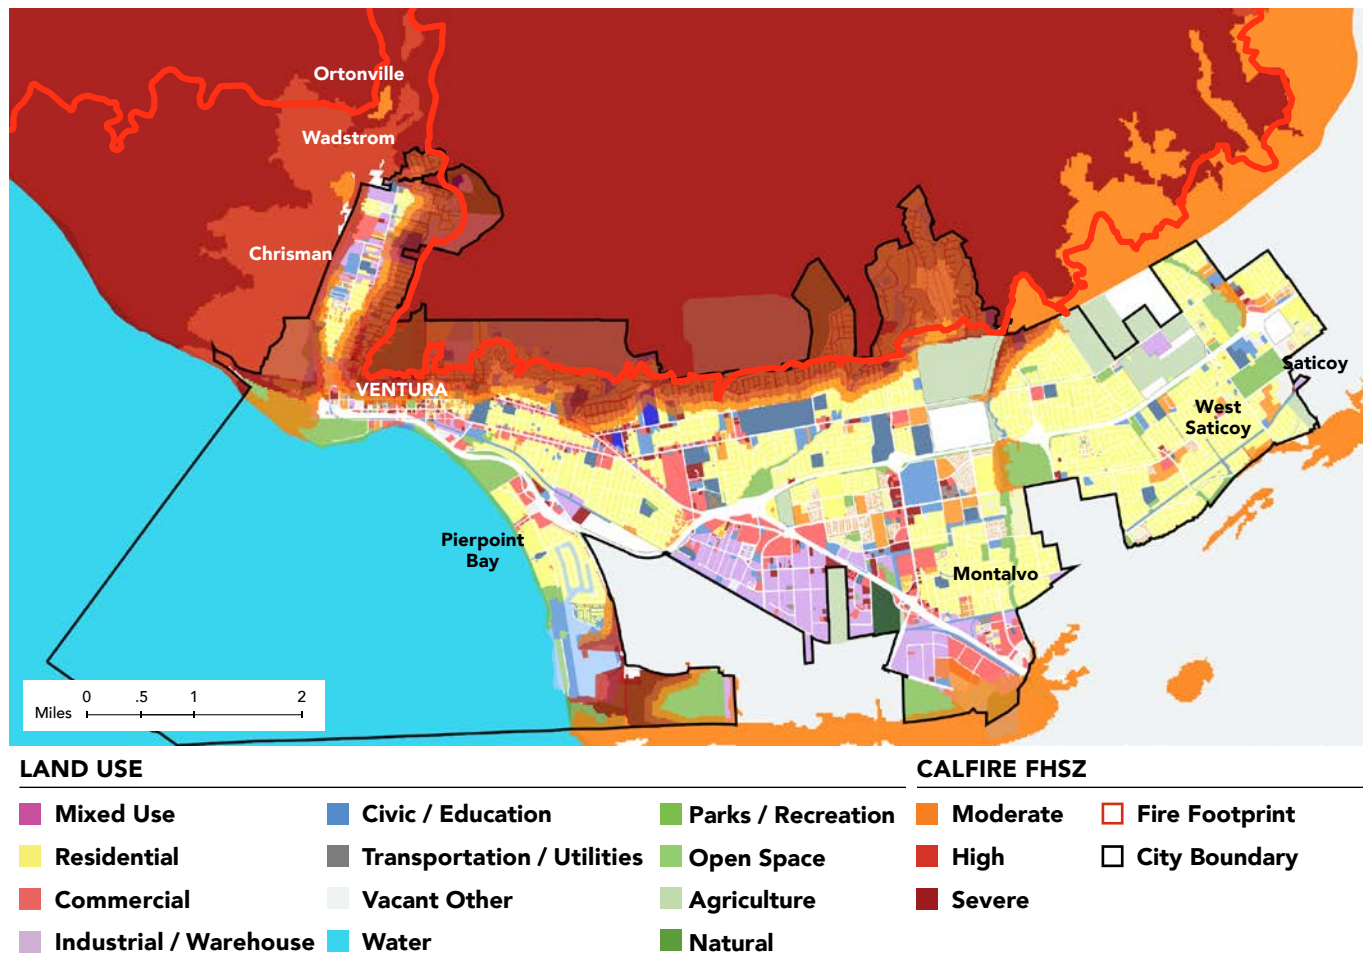 Ortonville
Wadstrom
Chrisman
VENTURA
Saticoy
West
Saticoy
Pierpoint
Bay
Montalvo
0 .5 1 2
Miles
LAND USE
Mixed Use
Residential
Commercial
Industrial / Warehouse
Civic / Education
Transportation / Utilities
Vacant Other
Water
Parks / Recreation
Open Space
Agriculture
Natural
CALFIRE FHSZ
Moderate
High
Severe
Fire Footprint
City Boundary